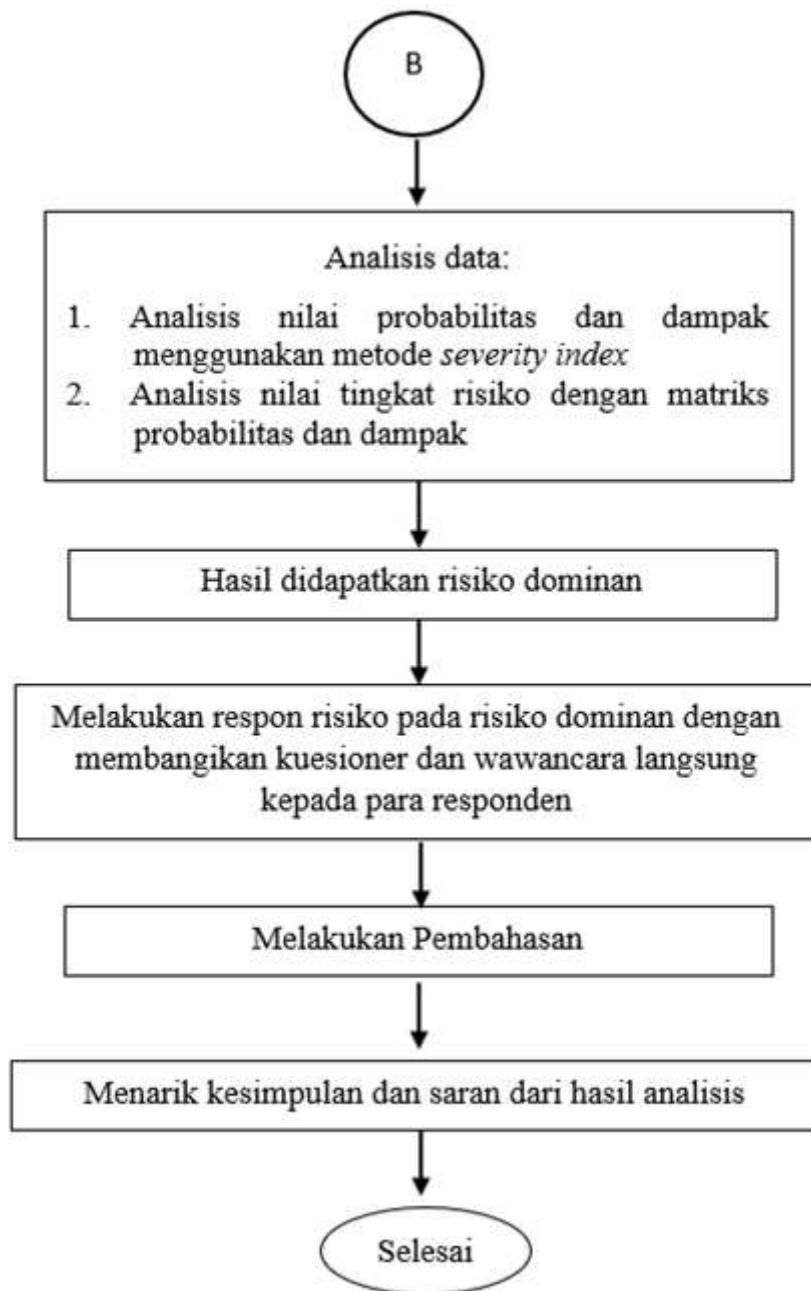 B
Analisis data:
1. Analisis nilai probabilitas dan dampak
menggunakan metode severity index
2. Analisis nilai tingkat risiko dengan matriks
probabilitas dan dampak
Hasil didapatkan risiko dominan
Melakukan respon risiko pada risiko dominan dengan
membangikan kuesioner dan wawancara langsung
kepada para responden
Melakukan Pembahasan
Menarik kesimpulan dan saran dari hasil analisis
Selesai